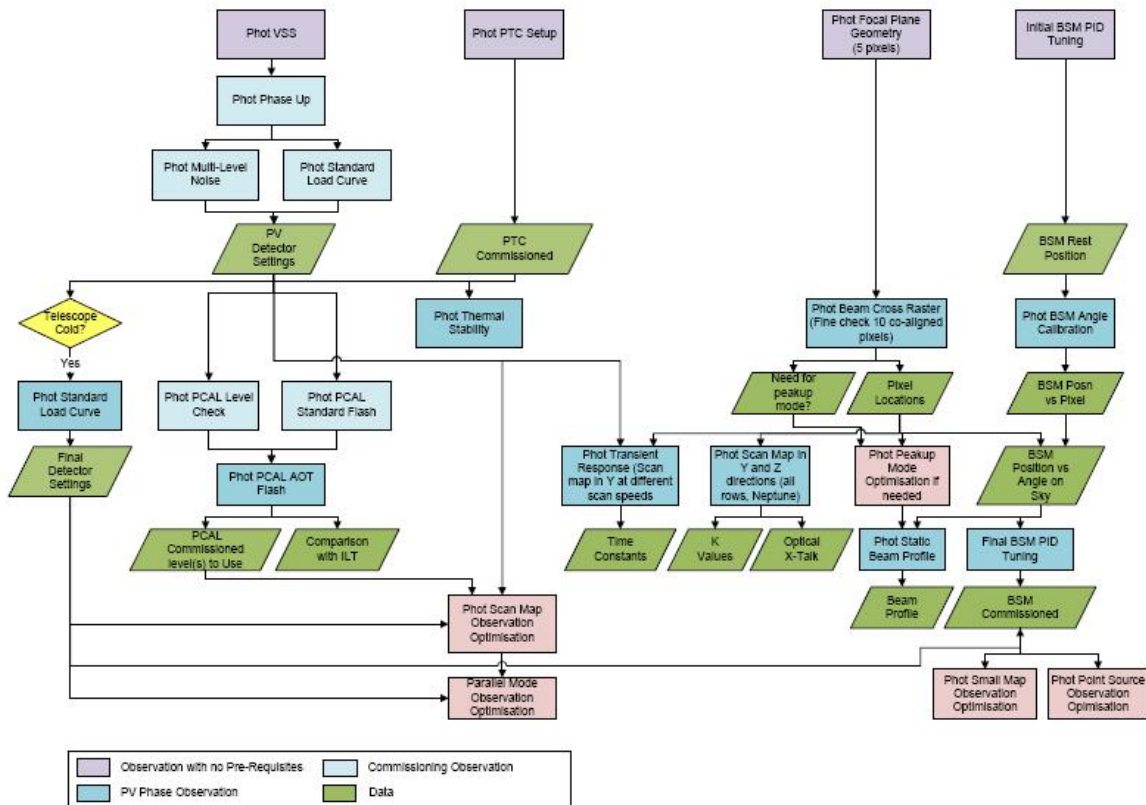 Phot VSS
Phot PTC Setup
Phot Focal Plane
Geometry
(5 pixels)
Initial BSM PID
Tuning
Phot Phase Up
Phot Multi-Level
Noise
Phot Standard
Load Curve
PV
Detector
Settings
PTC
Commissioned
BSM Rest
Position
Telescope
Cold?
Phot Thermal
Stability
Phot Beam Cross Raster
(Fine check 10 co-aligned
pixels)
Phot BSM Angle
Calibration
Yes
Phot Standard
Load Curve
Phot PCAL Level
Check
Phot PCAL
Standard Flash
Need for
peakup
mode?
Pixel
Locations
BSM Posn
vs Pixel
Final
Detector
Settings
Phot PCAL AOT
Flash
Phot Transient
Response (Scan
map in Y at different
scan speeds
Phot Scan Map in
Y and Z
directions (all
rows, Neptune)
Phot Peakup
Mode
Optimisation if
needed
BSM
Position vs
Angle on
Sky
PCAL
Commissioned
level(s) to Use
Comparison
with ILT
Time
Constants
K
Values
Optical
X-Talk
Phot Static
Beam Profile
Final BSM PID
Tuning
Phot Scan Map
Observation
Optimisation
Beam
Profile
BSM
Commissioned
Parallel Mode
Observation
Optimisation
Phot Small Map
Observation
Optimisation
Phot Point Source
Observation
Opimisation
Observation with no Pre-Requisites
Commissioning Observation
PV Phase Observation
Data